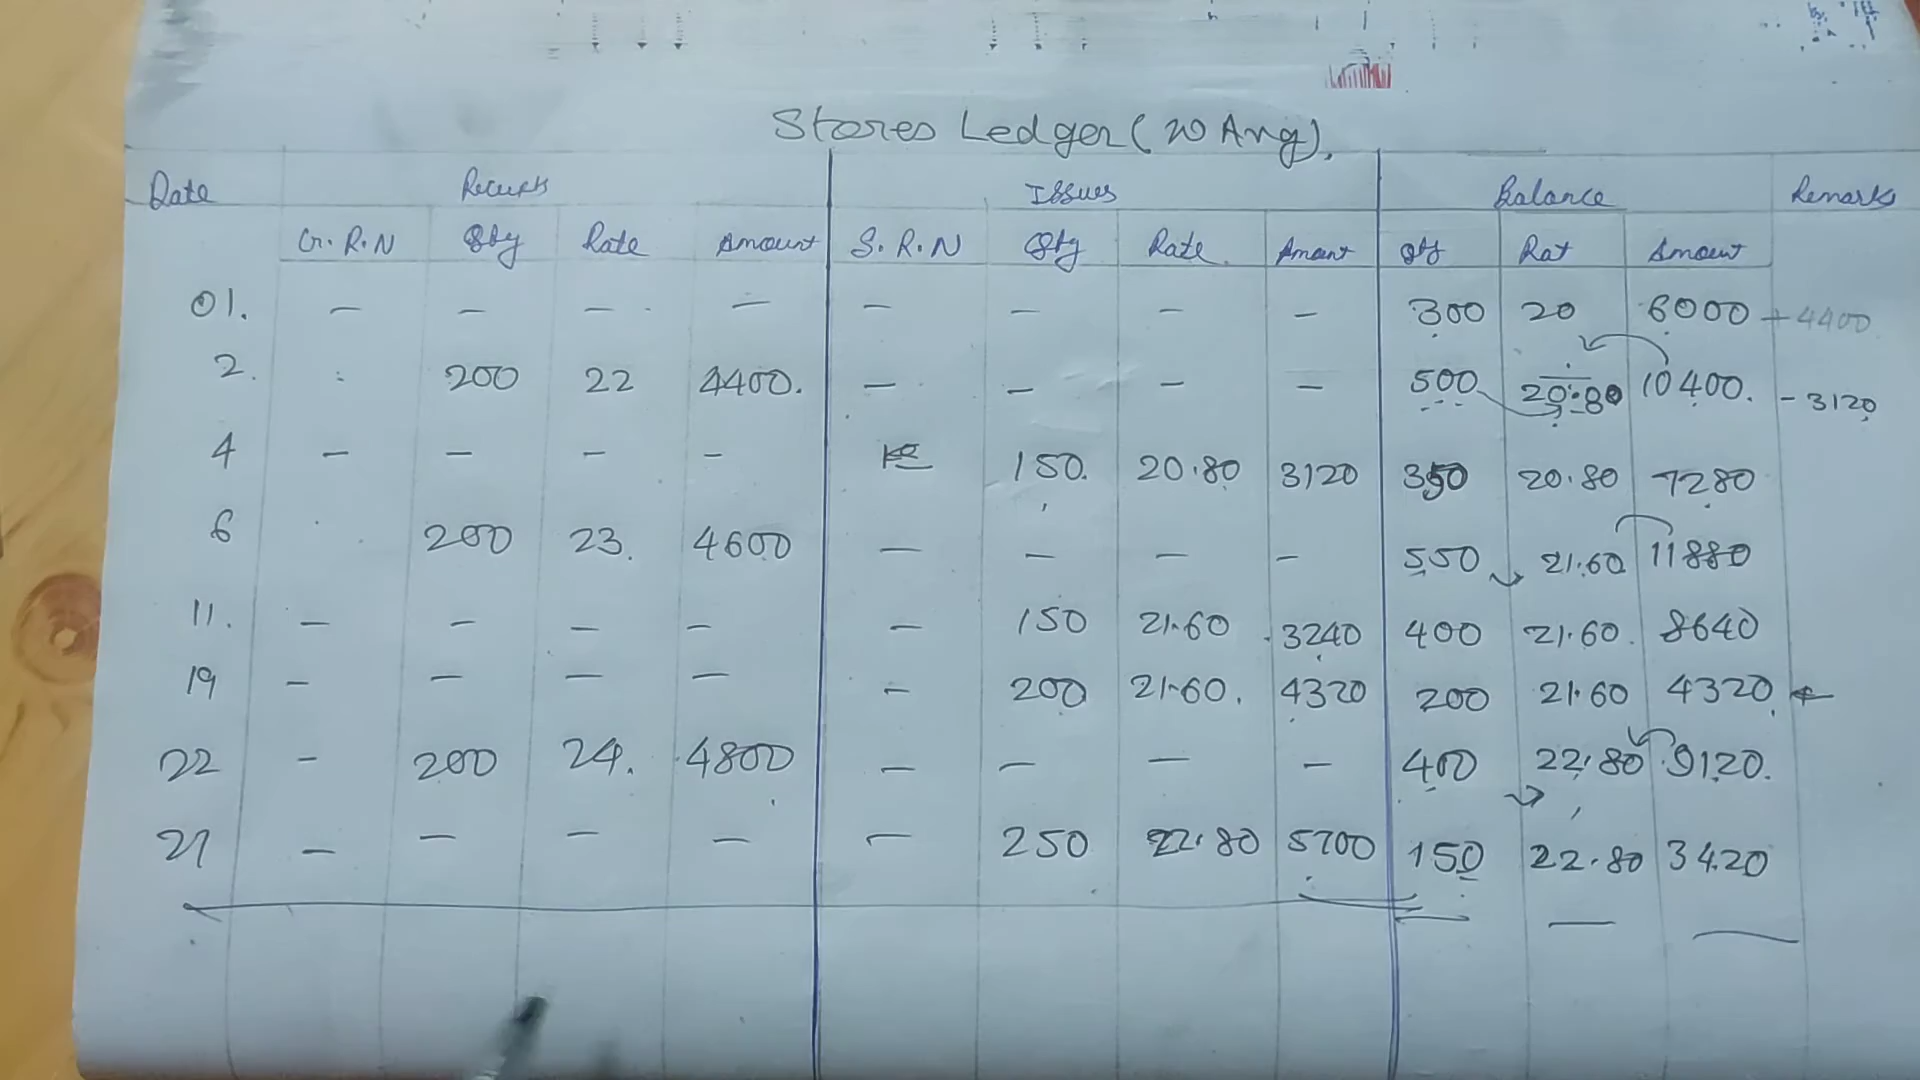 Stores Ledger (W Avg).
Date Receipts Issues Balance Remarks
G.R.N Qty Rate Amount S.R.N Qty Rate. Amount Qty Rat Amount
01. — — — — — — — — 300 20 6000 + 4400
2. 200 22 4400. — — — — 500 20.80 10400. - 3120
4 — — — — 150. 20.80 3120 350 20.80 7280
6 200 23. 4600 — — — — 550 21.60 11880
11. — — — — — 150 21.60 3240 400 21.60. 8640
19 — — — — — 200 21.60. 4320 200 21.60 4320
22 — 200 24. 4800 — — — — 400 22.80 9120.
27 — — — — — 250 22.80 5700 150 22.80 3420